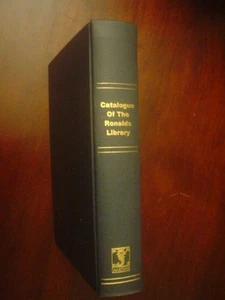 Catalogue
Of The
Ronalds
Library